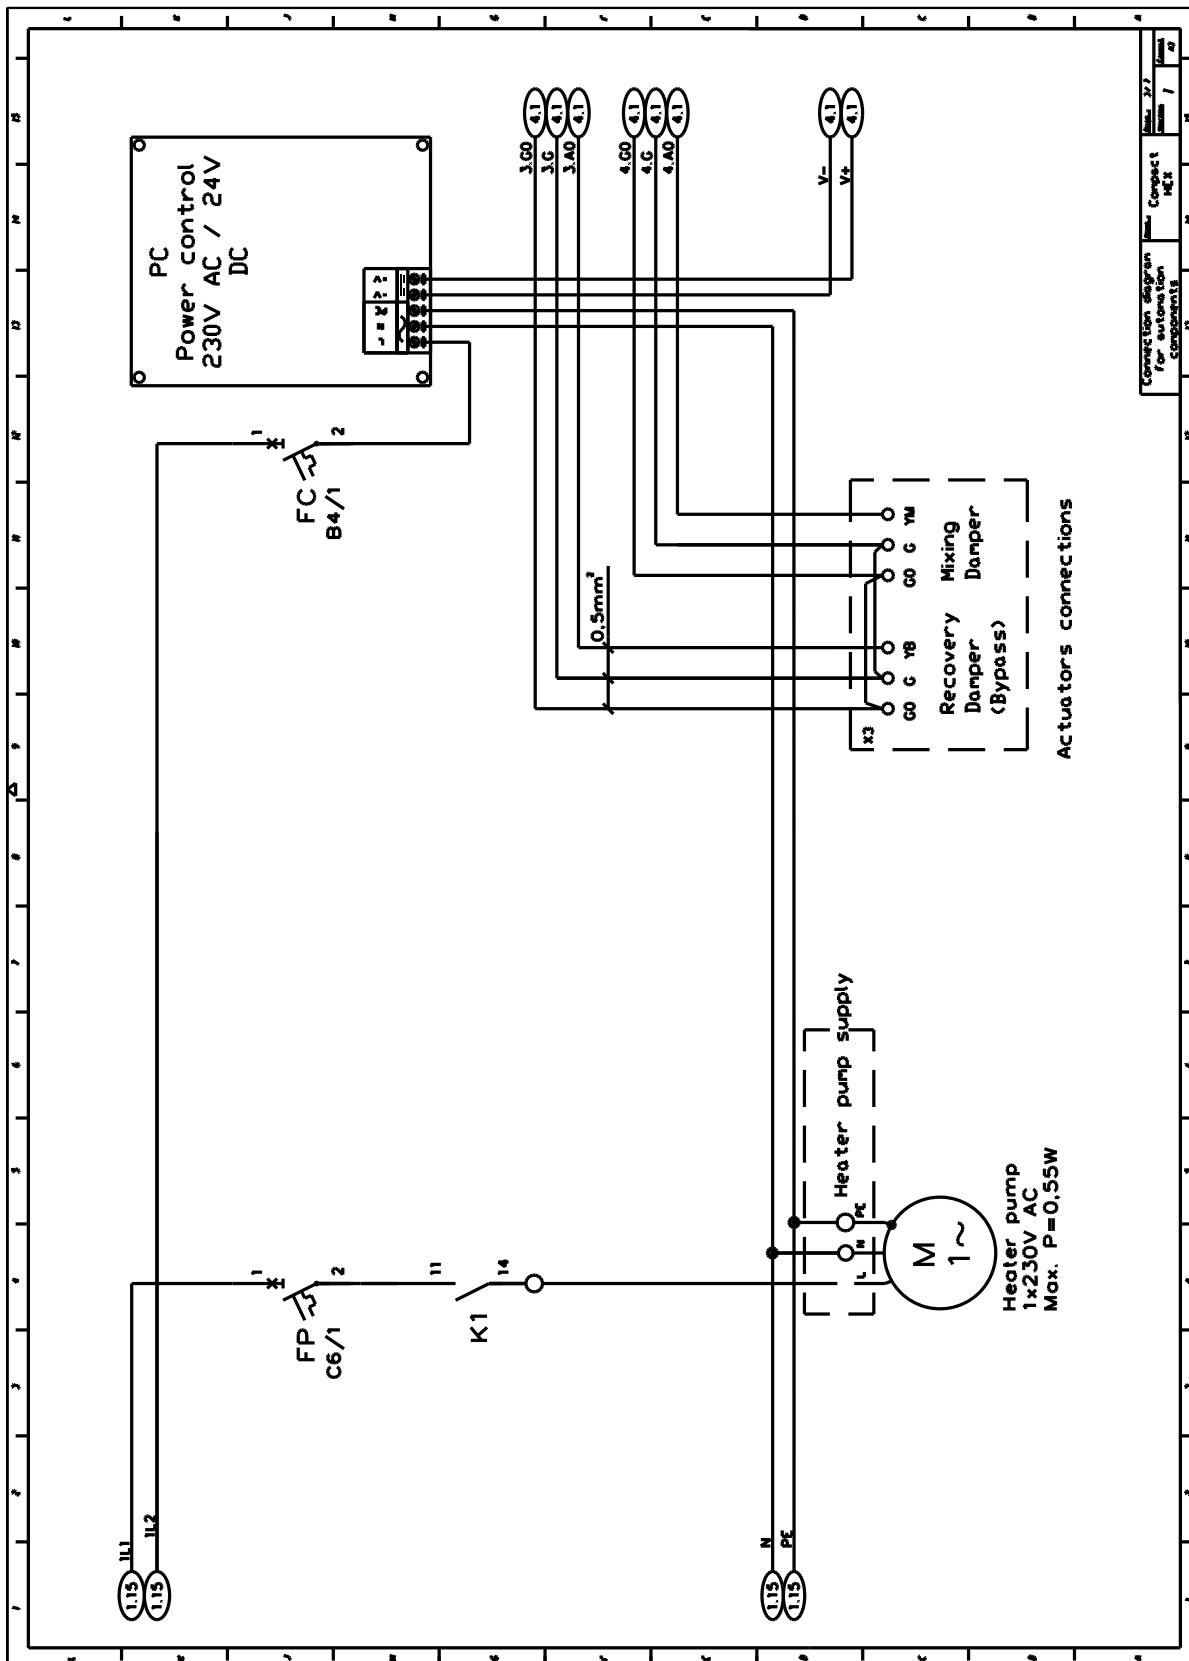 PC
Power control
230V AC / 24V
DC
1
2
FC
B4/1
3.G0
3.G
3.A0
4.1
4.1
4.1
4.G0
4.G
4.A0
4.1
4.1
4.1
V-
V+
4.1
4.1
0.5mm²
X3
G0
G
YB
G0
G
YM
Recovery
Damper
(Bypass)
Mixing
Damper
Actuators connections
1L1
1L2
1.15
1.15
1
2
FP
C6/1
11
14
K1
N
PE
1.15
1.15
Heater pump supply
L
N
PE
M
1~
Heater pump
1x230V AC
Max. P=0,55W
Connection diagram
for automation
components
Compact
HEX